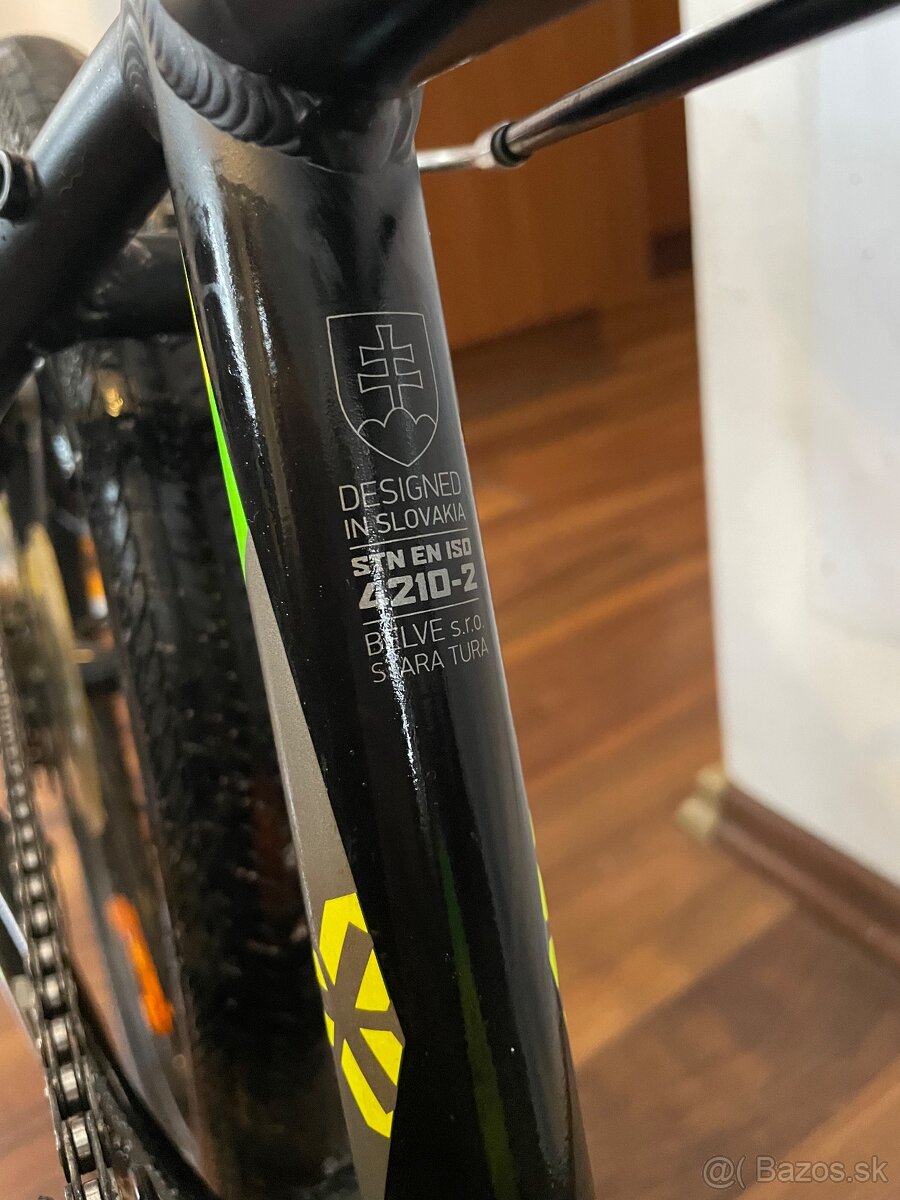 DESIGNED
IN SLOVAKIA
STN EN ISO
4210-2
BELVE s.r.o.
STARA TURA
@( Bazos.sk